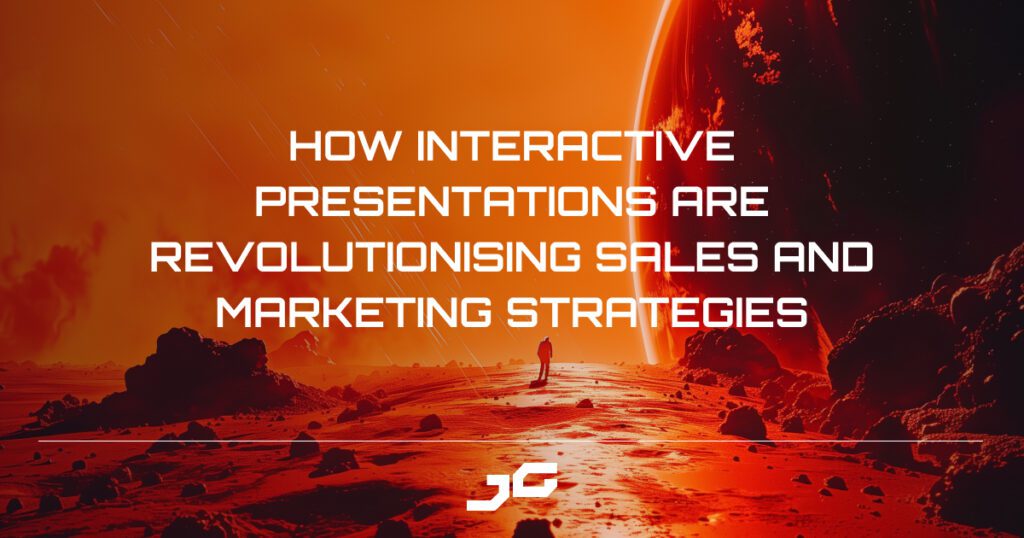 HOW INTERACTIVE
PRESENTATIONS ARE
REVOLUTIONISING SALES AND
MARKETING STRATEGIES
JG